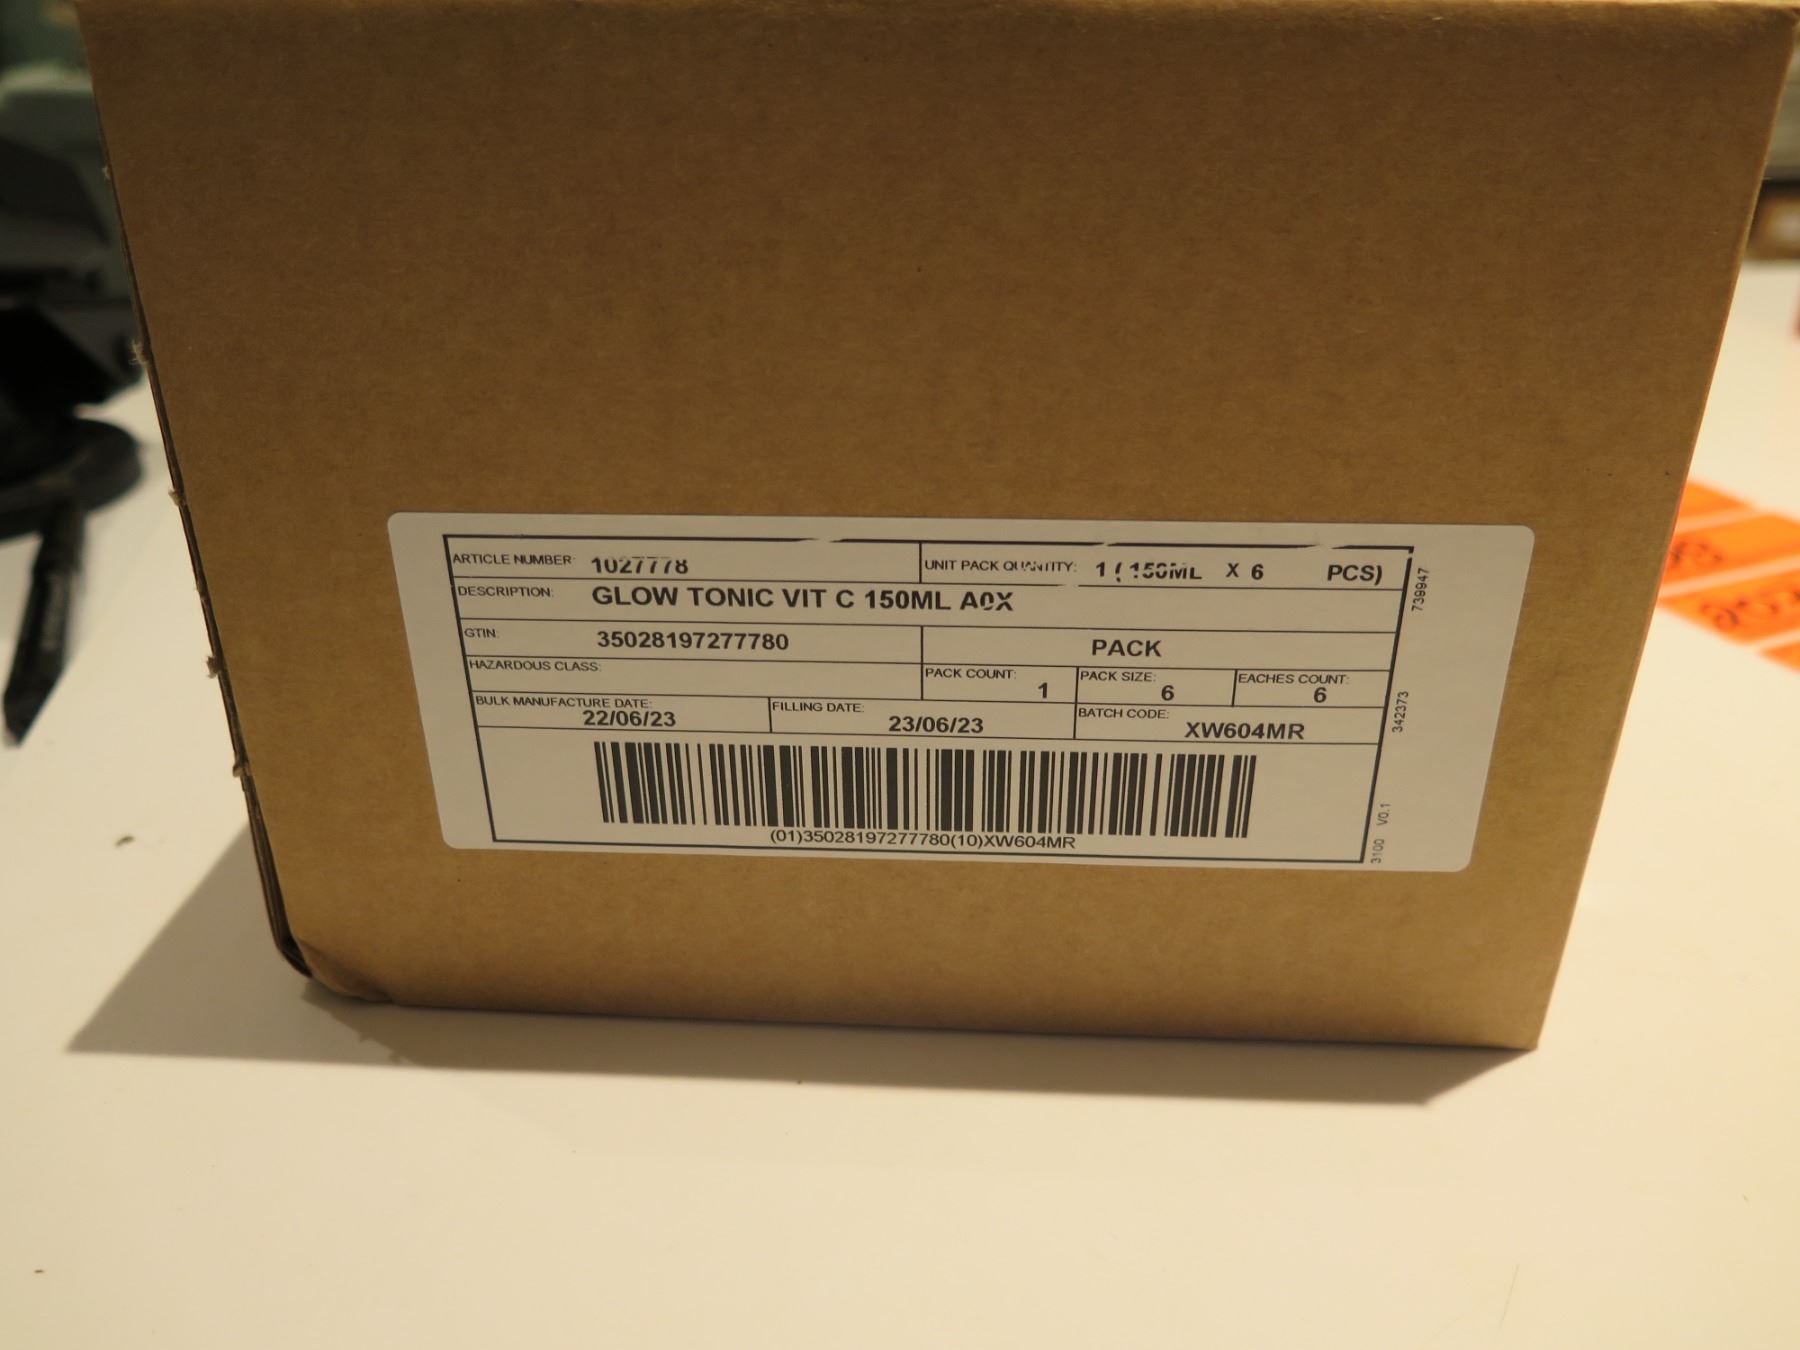 ARTICLE NUMBER: 1027778
UNIT PACK QUANTITY: 1 ( 150ML X 6 PCS)
DESCRIPTION: GLOW TONIC VIT C 150ML A0X
GTIN: 35028197277780
PACK
HAZARDOUS CLASS:
PACK COUNT: 1
PACK SIZE: 6
EACHES COUNT: 6
BULK MANUFACTURE DATE: 22/06/23
FILLING DATE: 23/06/23
BATCH CODE: XW604MR
(01)35028197277780(10)XW604MR
739947
342373
3100 V0.1